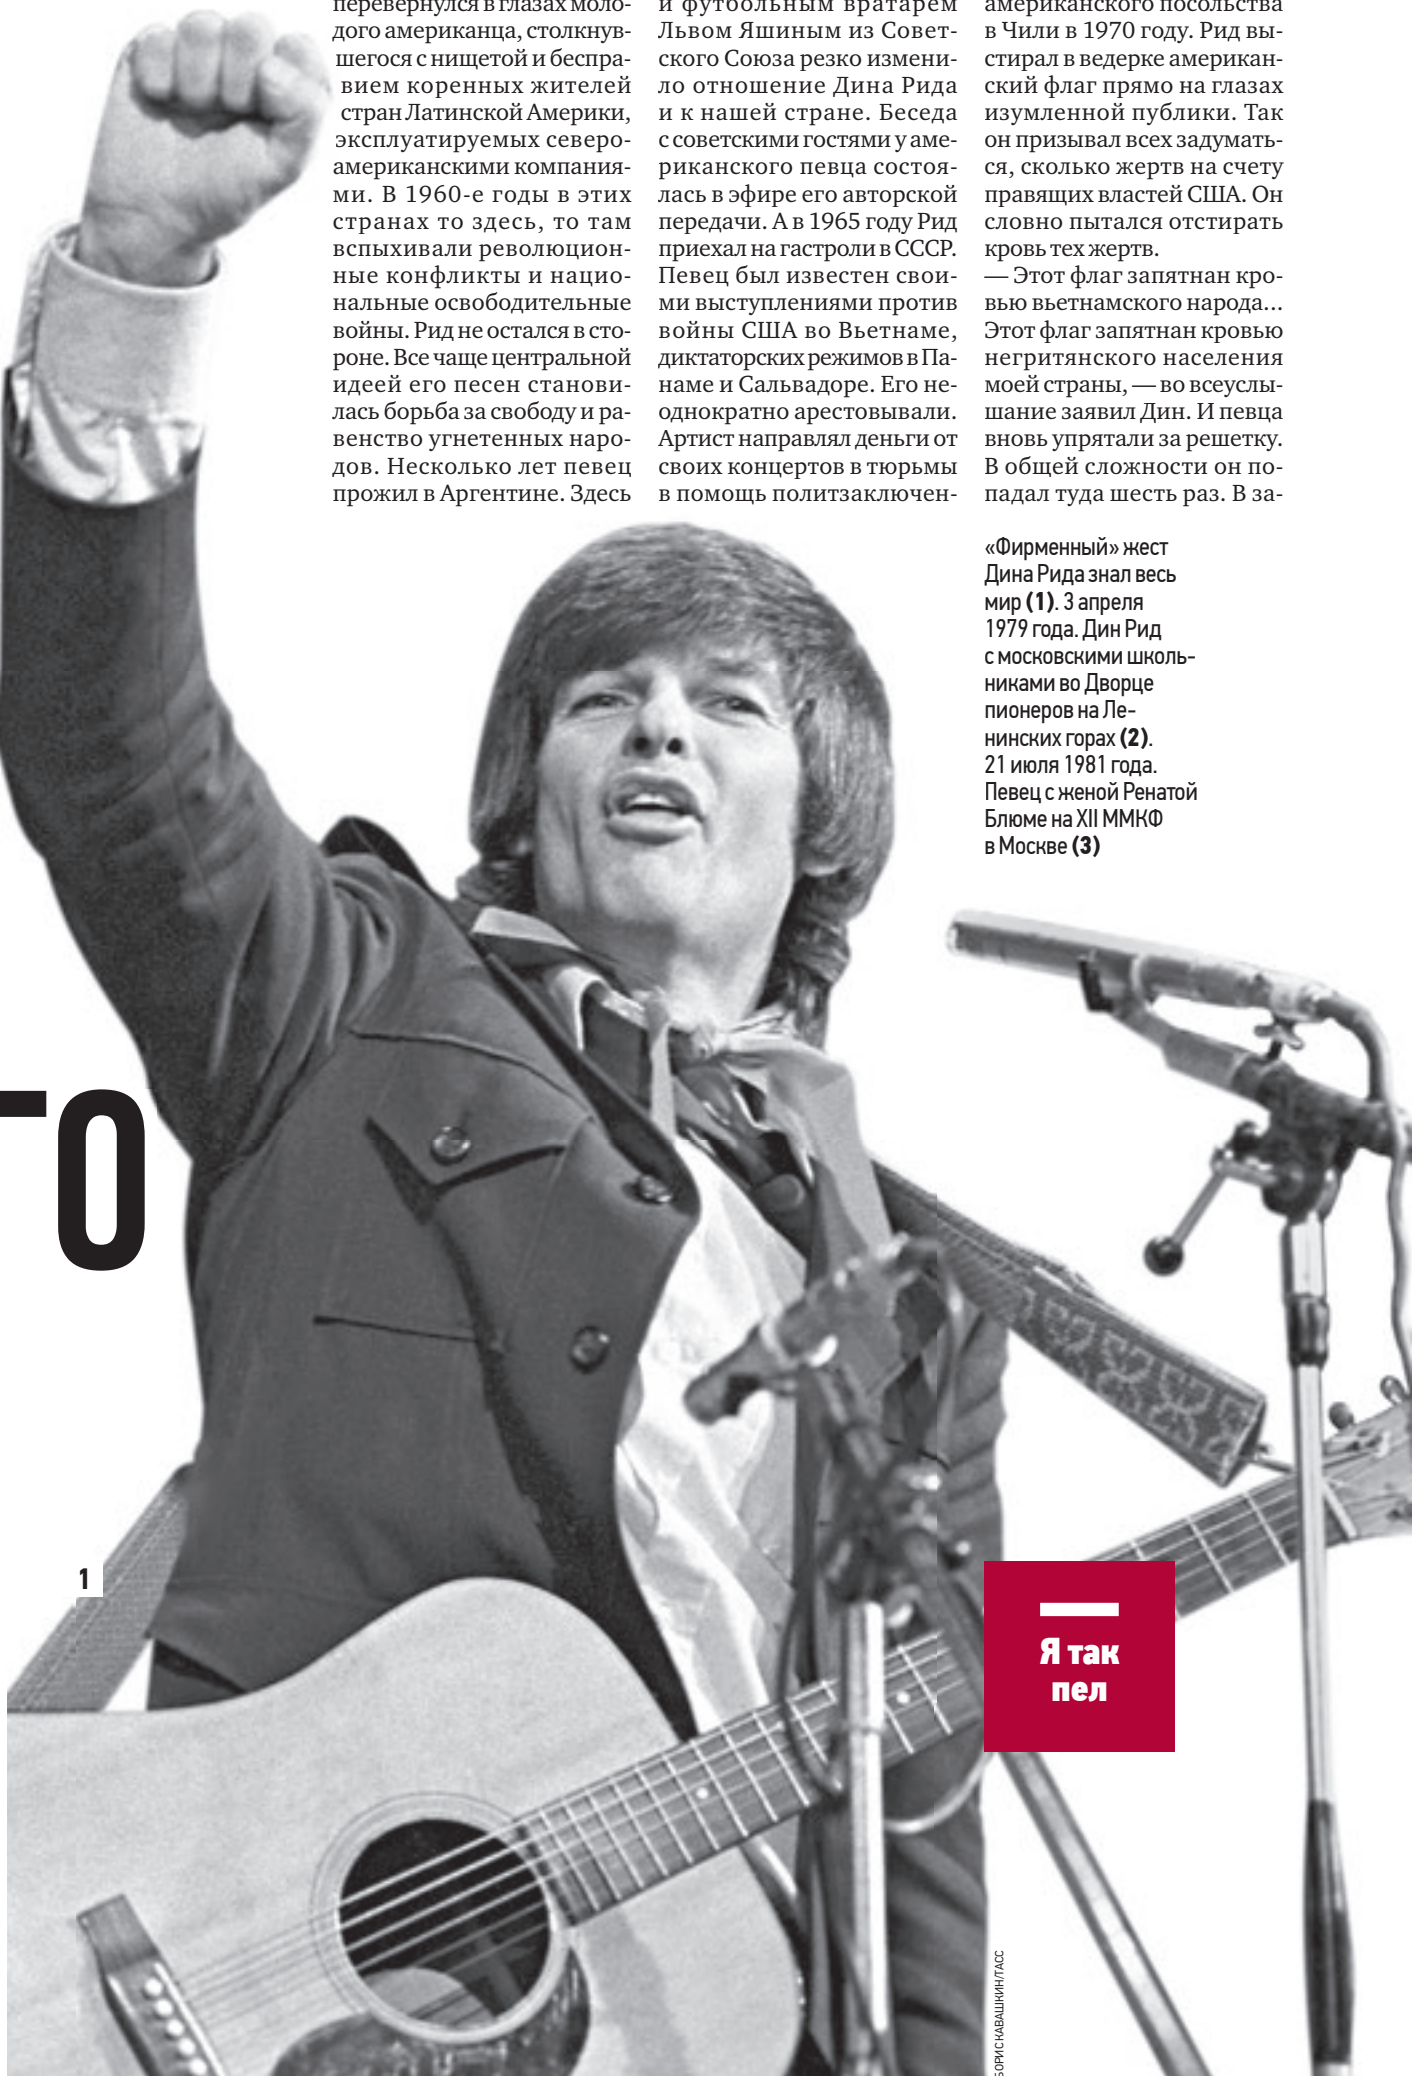 перевернулся в глазах моло-
дого американца, столкнув-
шегося с нищетой и беспра-
вием коренных жителей
стран Латинской Америки,
эксплуатируемых северо-
американскими компания-
ми. В 1960-е годы в этих
странах то здесь, то там
вспыхивали революцион-
ные конфликты и нацио-
нальные освободительные
войны. Рид не остался в сто-
роне. Все чаще центральной
идеей его песен станови-
лась борьба за свободу и ра-
венство угнетенных наро-
дов. Несколько лет певец
прожил в Аргентине. Здесь
и футбольным вратарем
Львом Яшиным из Совет-
ского Союза резко измени-
ло отношение Дина Рида
и к нашей стране. Беседа
с советскими гостями у аме-
риканского певца состоя-
лась в эфире его авторской
передачи. А в 1965 году Рид
приехал на гастроли в СССР.
Певец был известен свои-
ми выступлениями против
войны США во Вьетнаме,
диктаторских режимов в Па-
наме и Сальвадоре. Его не-
однократно арестовывали.
Артист направлял деньги от
своих концертов в тюрьмы
в помощь политзаключен-
американского посольства
в Чили в 1970 году. Рид вы-
стирал в ведерке американ-
ский флаг прямо на глазах
изумленной публики. Так
он призывал всех задумать-
ся, сколько жертв на счету
правящих властей США. Он
словно пытался отстирать
кровь тех жертв.
— Этот флаг запятнан кро-
вью вьетнамского народа...
Этот флаг запятнан кровью
негритянского населения
моей страны, — во всеуслы-
шание заявил Дин. И певца
вновь упрятали за решетку.
В общей сложности он по-
падал туда шесть раз. В за-
«Фирменный» жест
Дина Рида знал весь
мир (1). 3 апреля
1979 года. Дин Рид
с московскими школь-
никами во Дворце
пионеров на Ле-
нинских горах (2).
21 июля 1981 года.
Певец с женой Ренатой
Блюме на XII ММКФ
в Москве (3)
1
Я так
пел
БОРИС КАВАШКИН/ТАСС